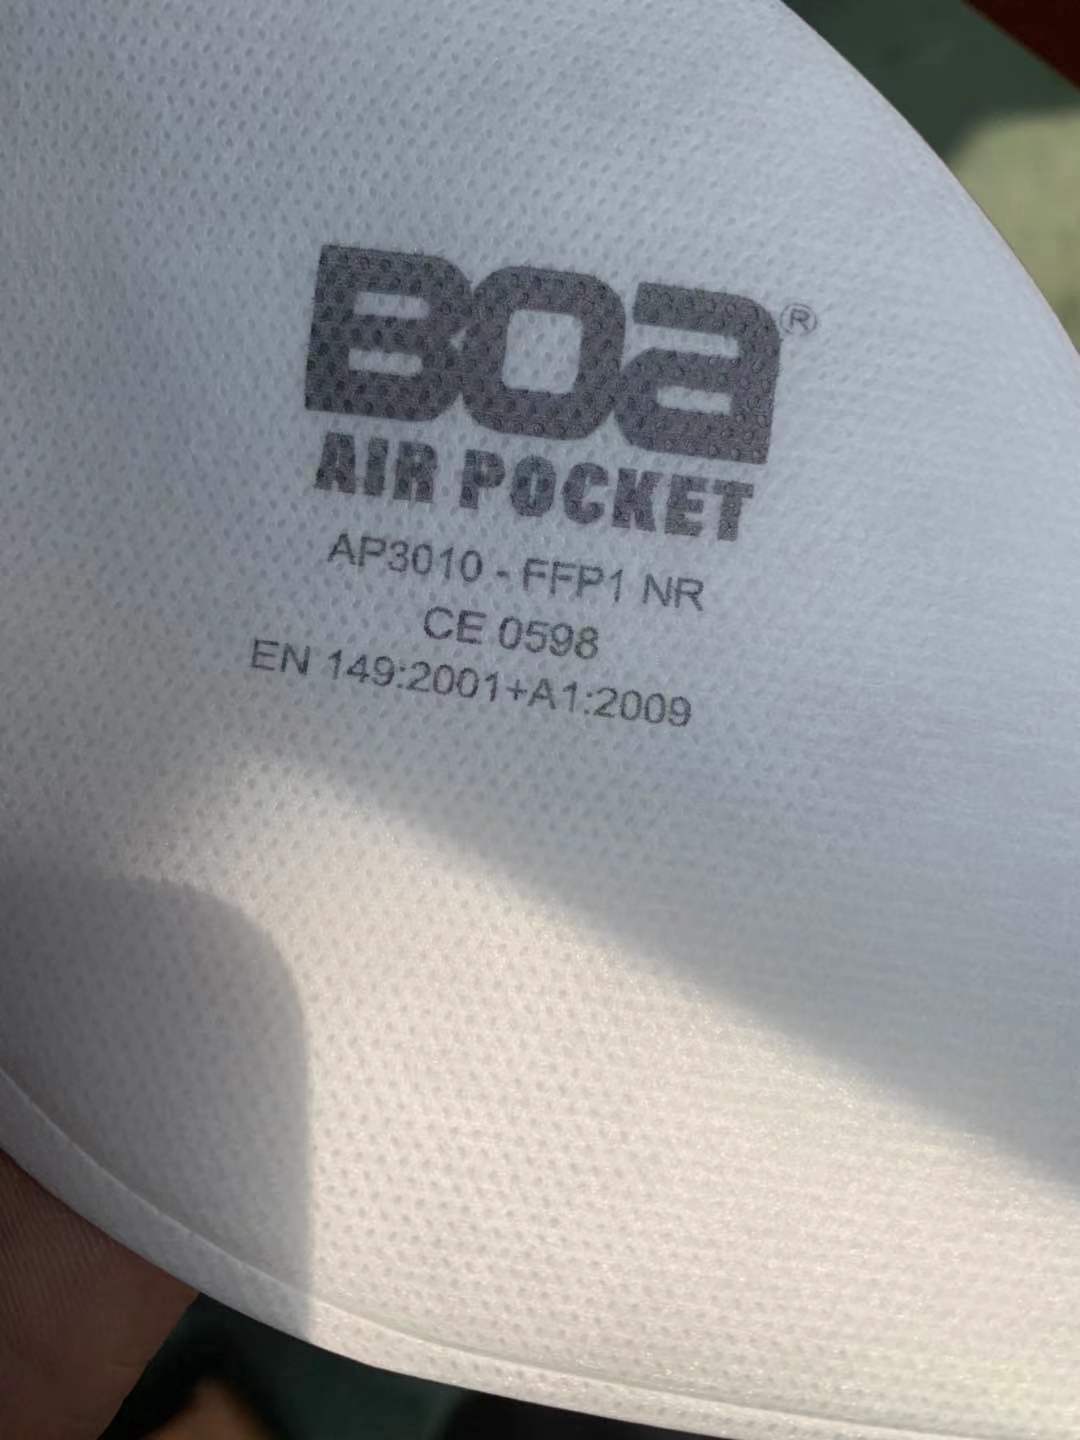 BOa®
AIR POCKET
AP3010 - FFP1 NR
CE 0598
EN 149:2001+A1:2009